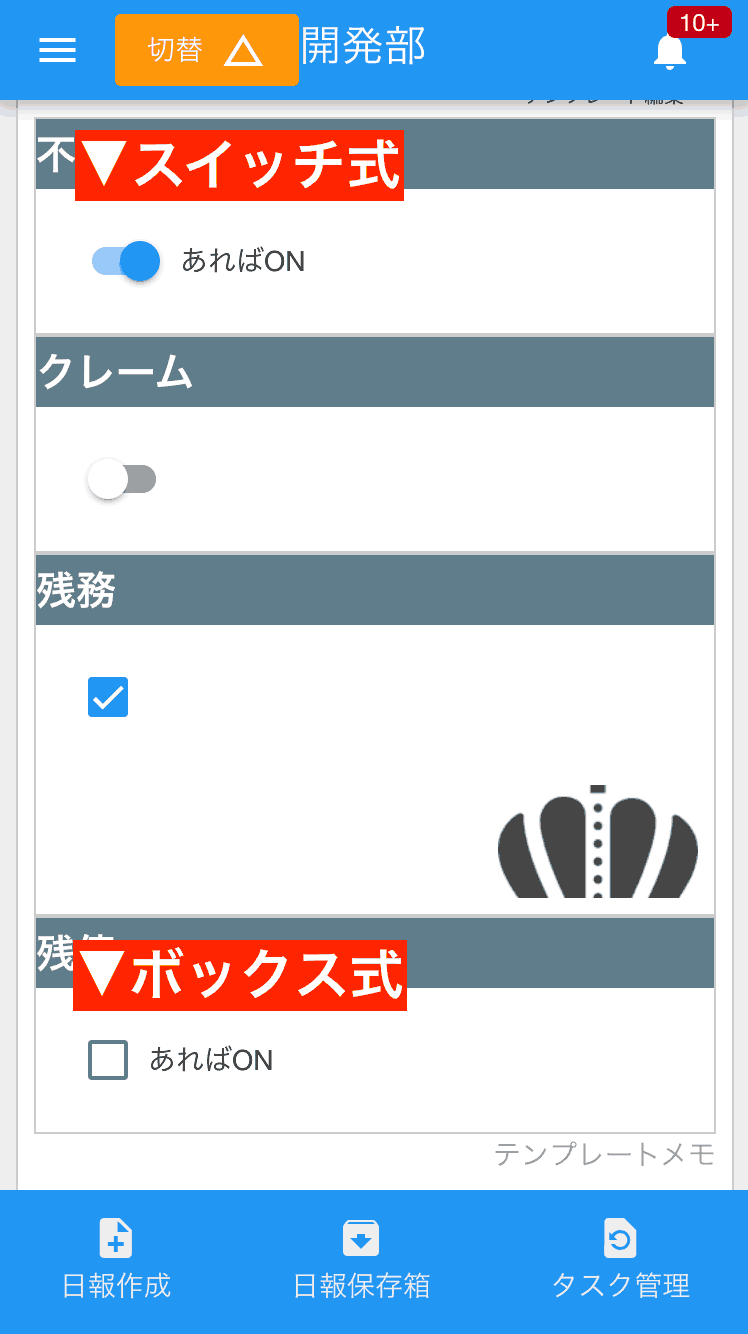 切替 開発部
10+
不
▼スイッチ式
あればON
クレーム
残務
残
▼ボックス式
あればON
テンプレートメモ
日報作成 日報保存箱 タスク管理